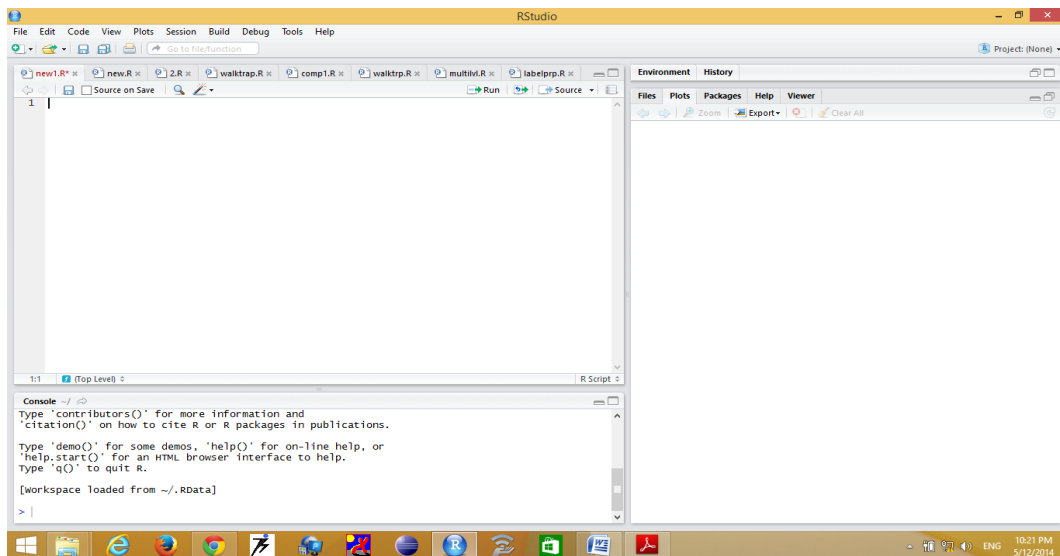 RStudio
File Edit Code View Plots Session Build Debug Tools Help
Go to file/function Project: (None)
new1.R* new.R 2.R walktrap.R comp1.R walktrp.R multilvl.R labelprp.R
Source on Save Run Source
1
1:1 (Top Level) R Script
Console ~/
Type 'contributors()' for more information and
'citation()' on how to cite R or R packages in publications.
Type 'demo()' for some demos, 'help()' for on-line help, or
'help.start()' for an HTML browser interface to help.
Type 'q()' to quit R.
[Workspace loaded from ~/.RData]
>
Environment History
Files Plots Packages Help Viewer
Zoom Export Clear All
ENG 10:21 PM
5/12/2014